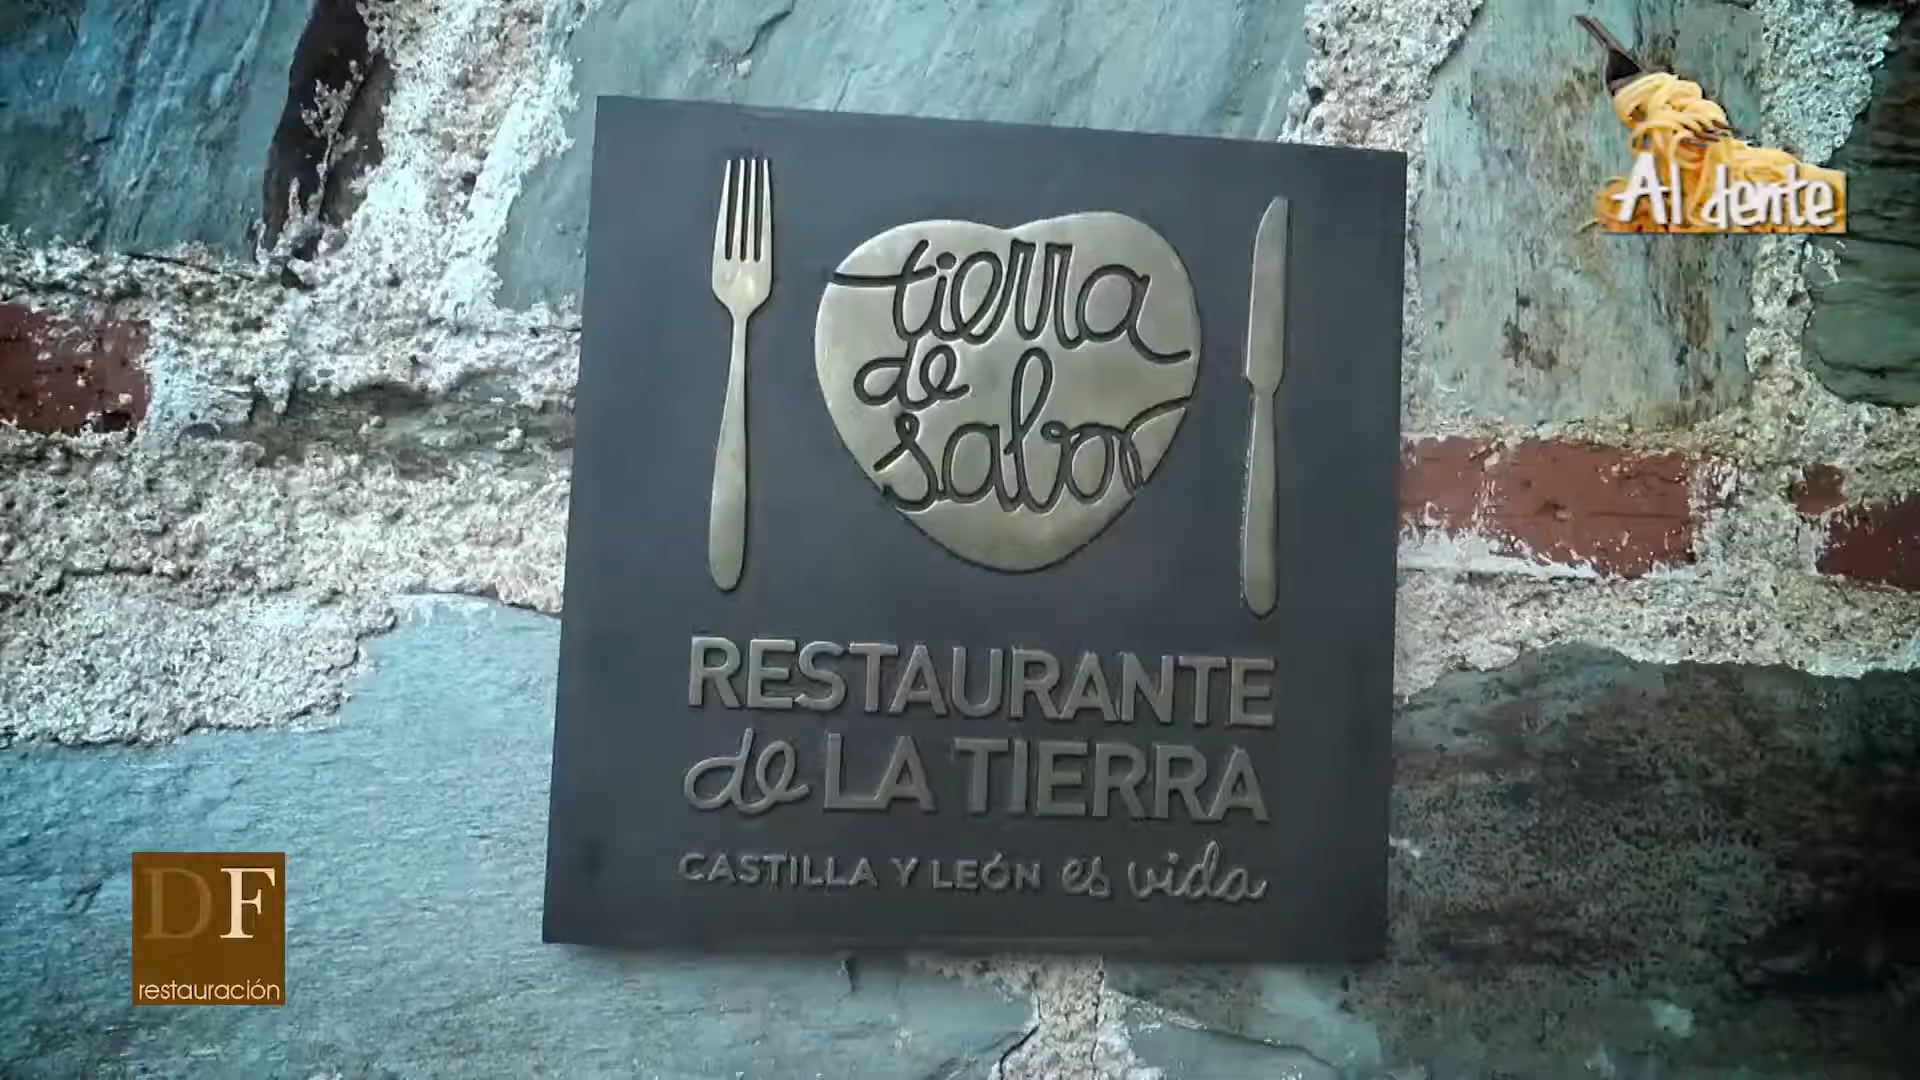 Al dente
tierra
de
sabor
RESTAURANTE
de LA TIERRA
CASTILLA Y LEÓN es vida
DF
restauración